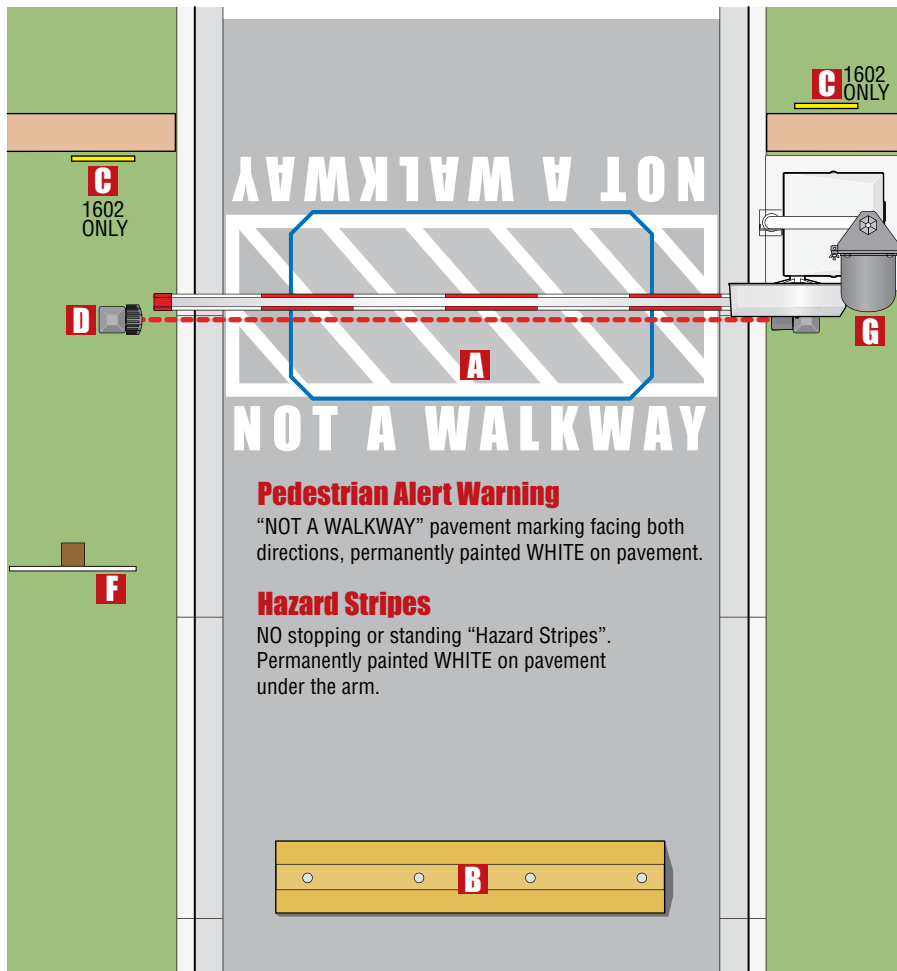 C 1602
ONLY
C
1602
ONLY
NOT A WALKWAY
D
G
A
NOT A WALKWAY
Pedestrian Alert Warning
“NOT A WALKWAY” pavement marking facing both
directions, permanently painted WHITE on pavement.
F
Hazard Stripes
NO stopping or standing “Hazard Stripes”.
Permanently painted WHITE on pavement
under the arm.
B